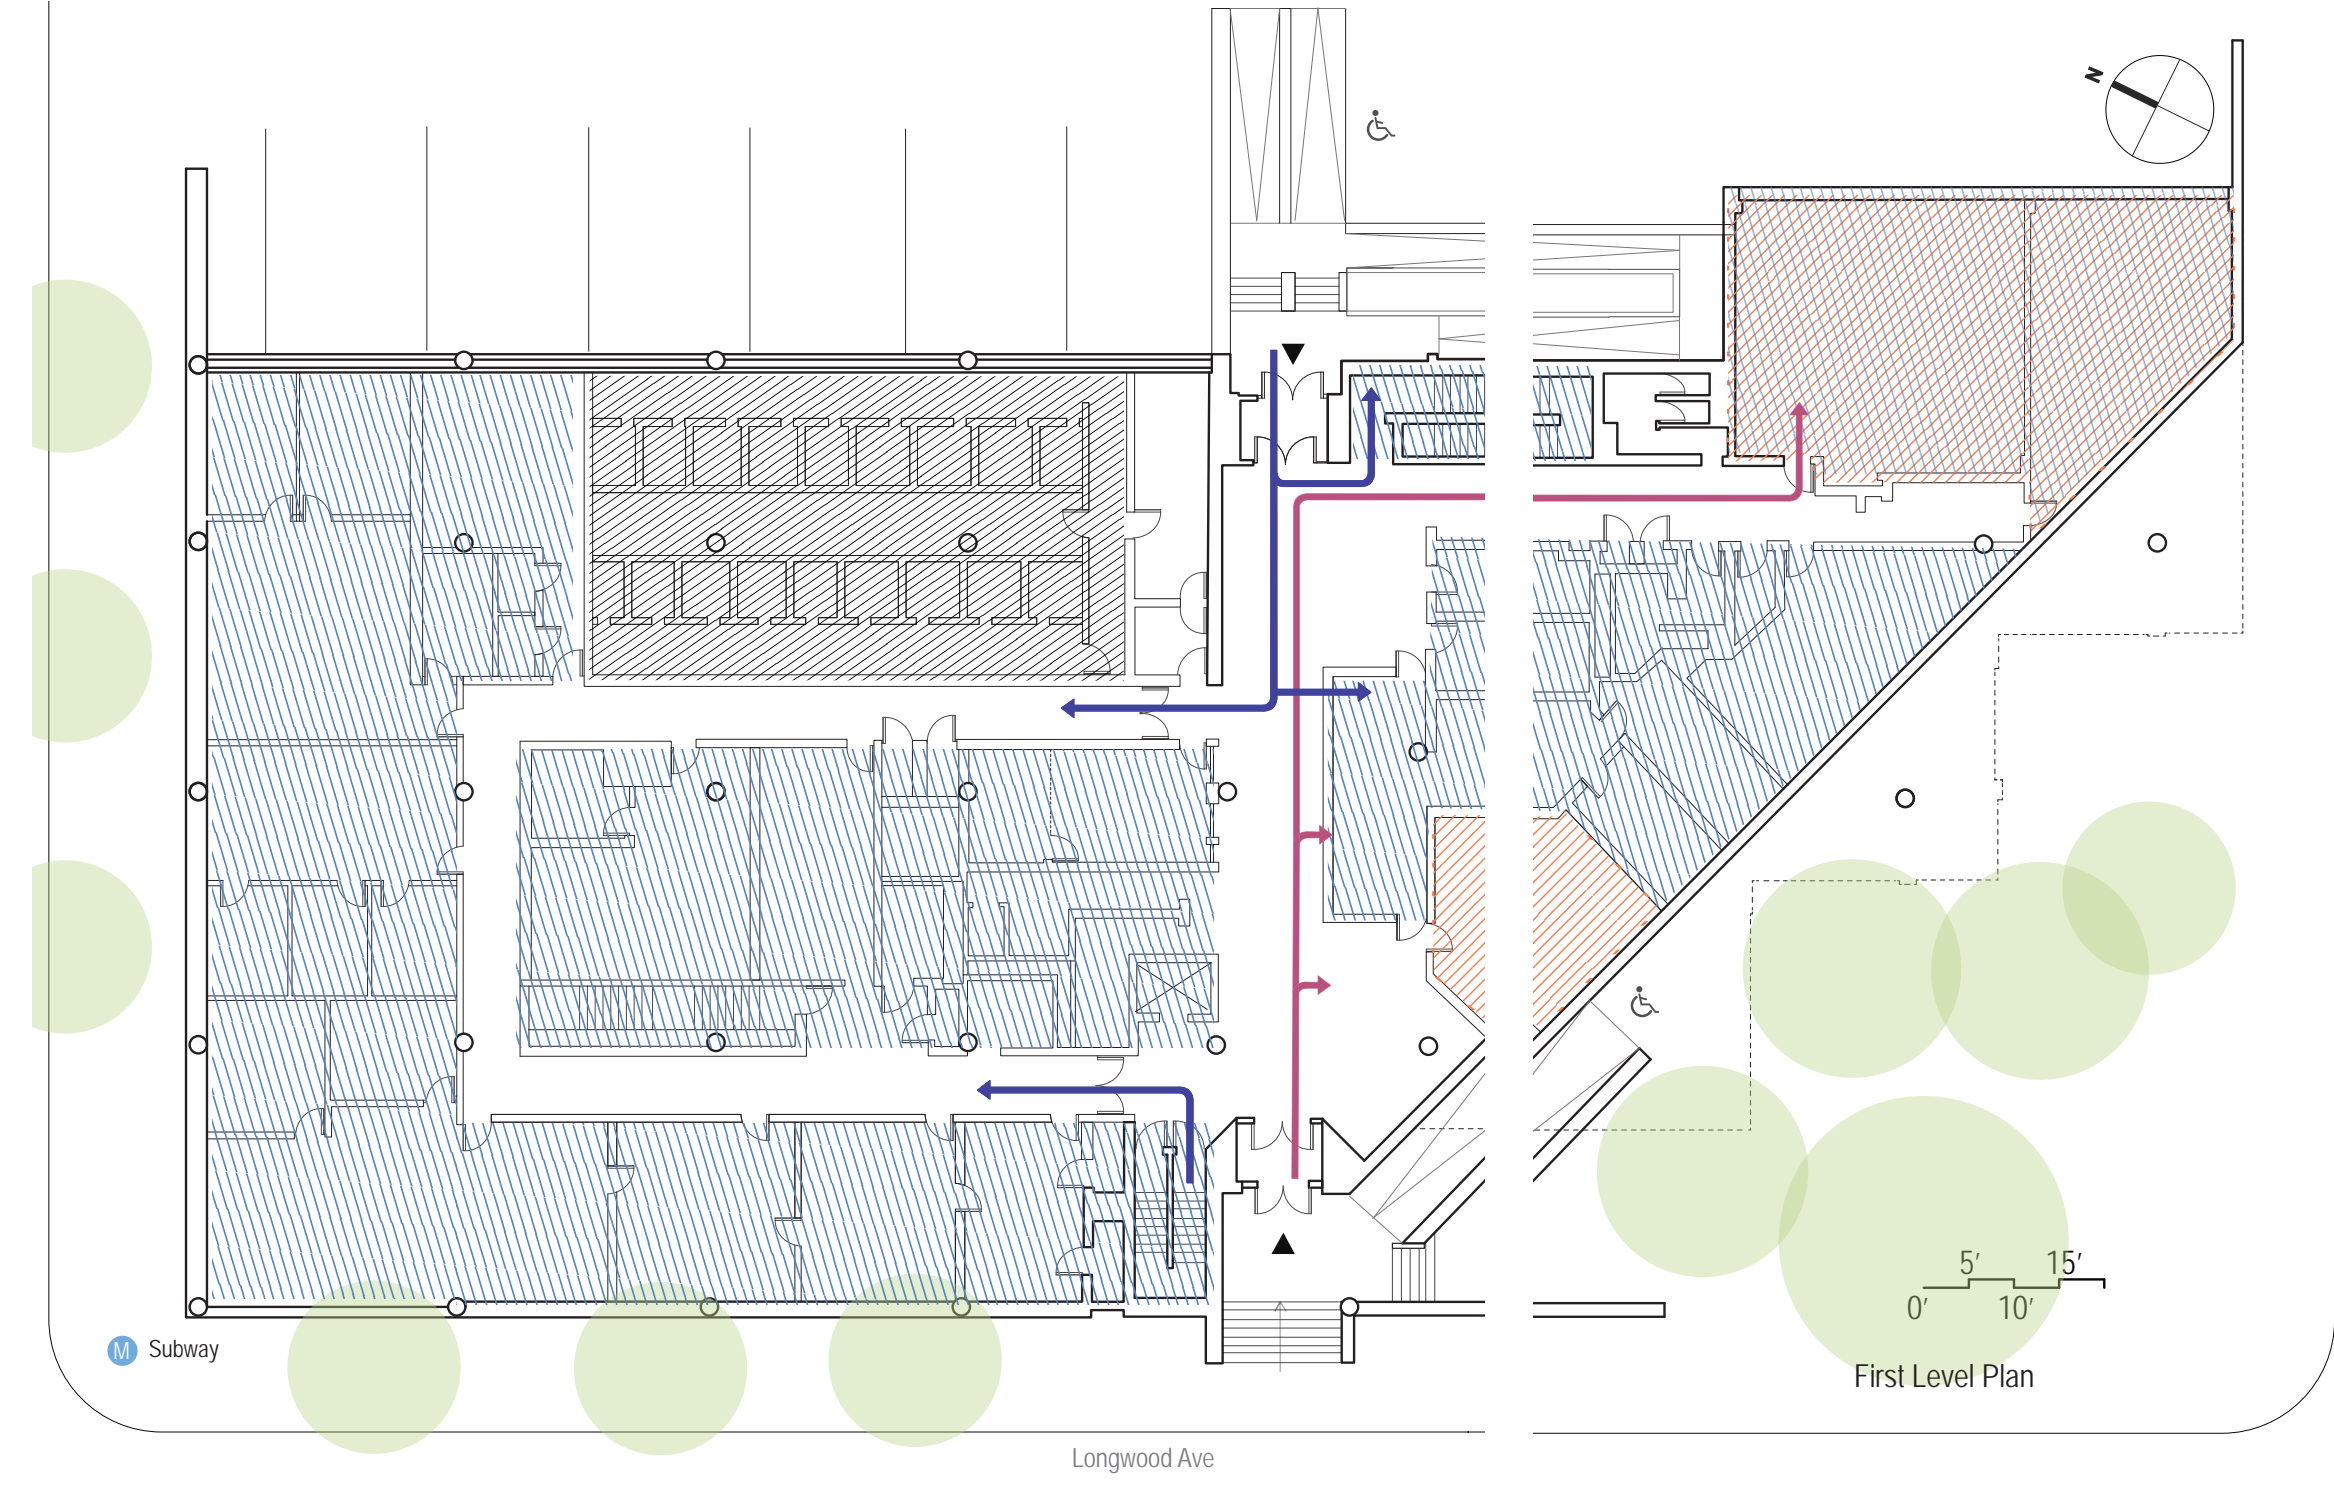 N
5′ 15′
0′ 10′
M Subway
First Level Plan
Longwood Ave